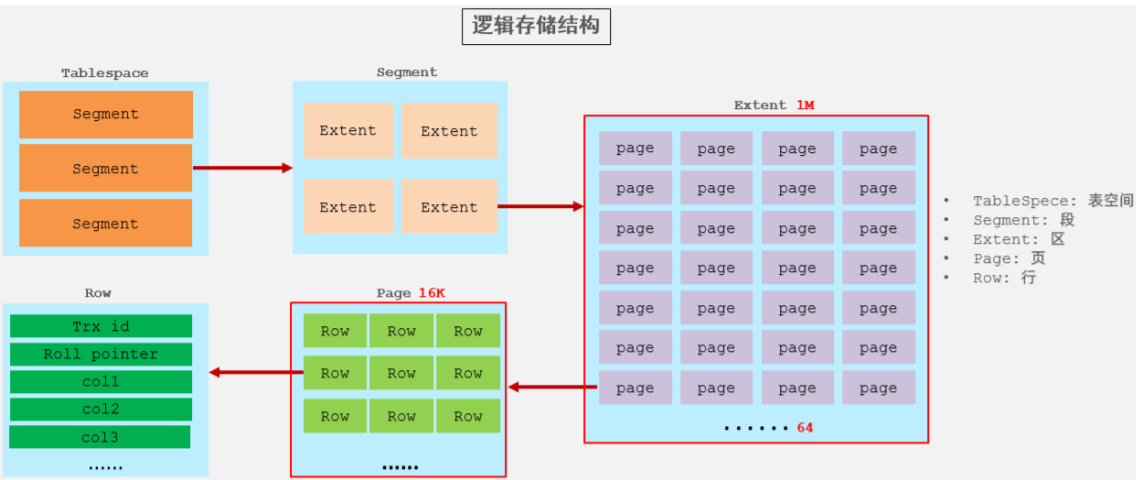 逻辑存储结构
Tablespace
Segment
Segment
Segment
Segment
Extent Extent
Extent Extent
Extent 1M
page page page page
page page page page
page page page page
page page page page
page page page page
page page page page
page page page page
...... 64
• TableSpece: 表空间
• Segment: 段
• Extent: 区
• Page: 页
• Row: 行
Row
Trx id
Roll pointer
col1
col2
col3
......
Page 16K
Row Row Row
Row Row Row
Row Row Row
......